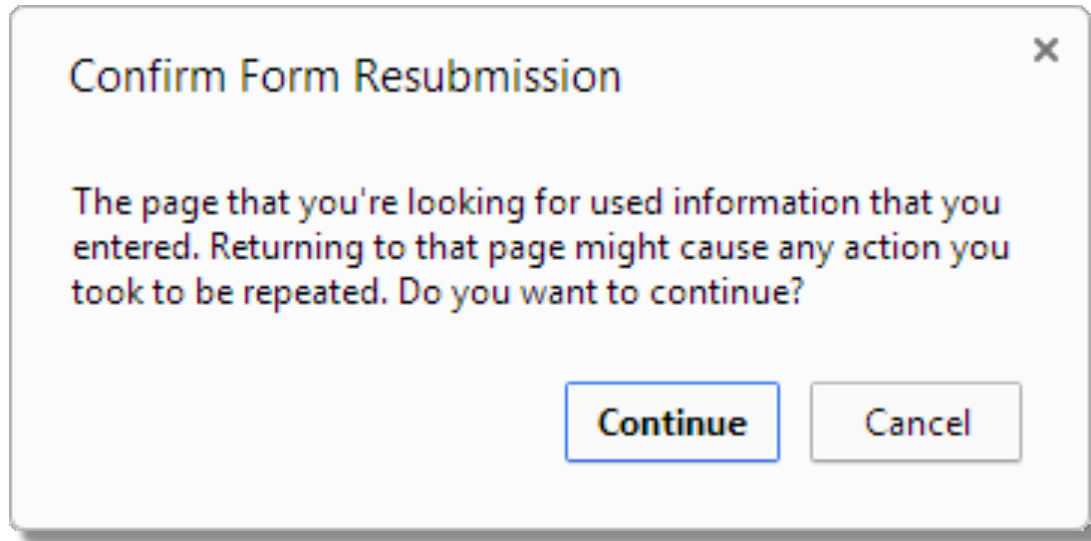 Confirm Form Resubmission
The page that you're looking for used information that you
entered. Returning to that page might cause any action you
took to be repeated. Do you want to continue?
Continue
Cancel